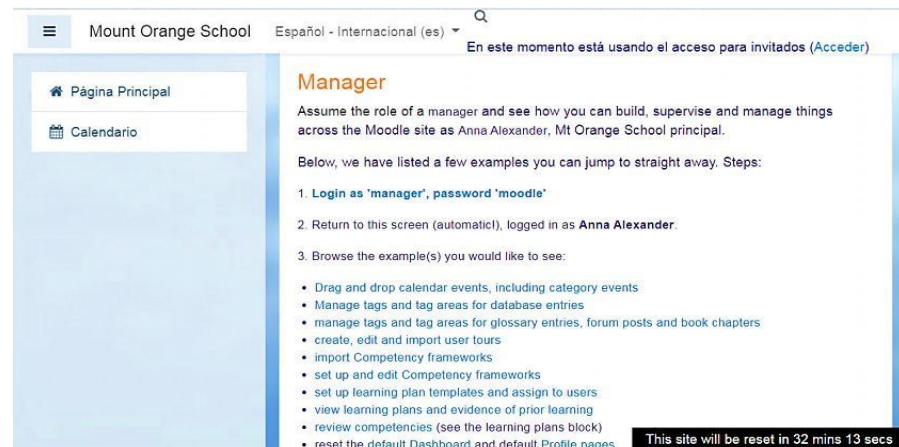 Mount Orange School
Español - Internacional (es)
En este momento está usando el acceso para invitados (Acceder)
Página Principal
Calendario
Manager
Assume the role of a manager and see how you can build, supervise and manage things
across the Moodle site as Anna Alexander, Mt Orange School principal.
Below, we have listed a few examples you can jump to straight away. Steps:
1. Login as 'manager', password 'moodle'
2. Return to this screen (automatic!), logged in as Anna Alexander.
3. Browse the example(s) you would like to see:
• Drag and drop calendar events, including category events
• Manage tags and tag areas for database entries
• manage tags and tag areas for glossary entries, forum posts and book chapters
• create, edit and import user tours
• import Competency frameworks
• set up and edit Competency frameworks
• set up learning plan templates and assign to users
• view learning plans and evidence of prior learning
• review competencies (see the learning plans block)
• reset the default Dashboard and default Profile pages
This site will be reset in 32 mins 13 secs